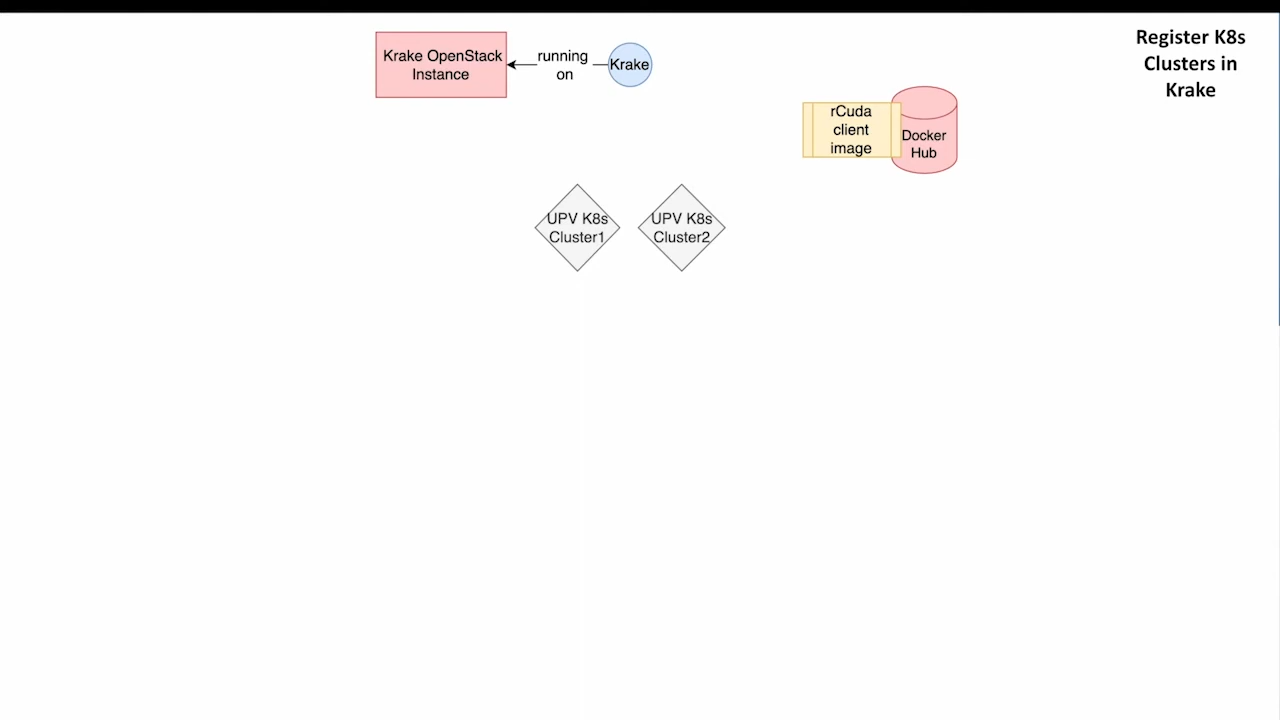 Krake OpenStack
Instance
running
on
Krake
Register K8s
Clusters in
Krake
rCuda
client
image
Docker
Hub
UPV K8s
Cluster1
UPV K8s
Cluster2